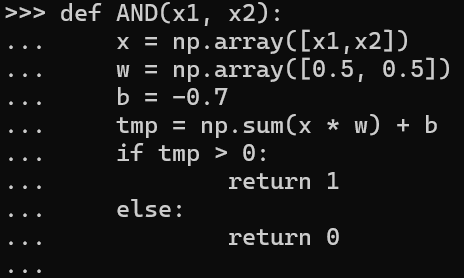 >>> def AND(x1, x2):
...     x = np.array([x1,x2])
...     w = np.array([0.5, 0.5])
...     b = -0.7
...     tmp = np.sum(x * w) + b
...     if tmp > 0:
...             return 1
...     else:
...             return 0
...